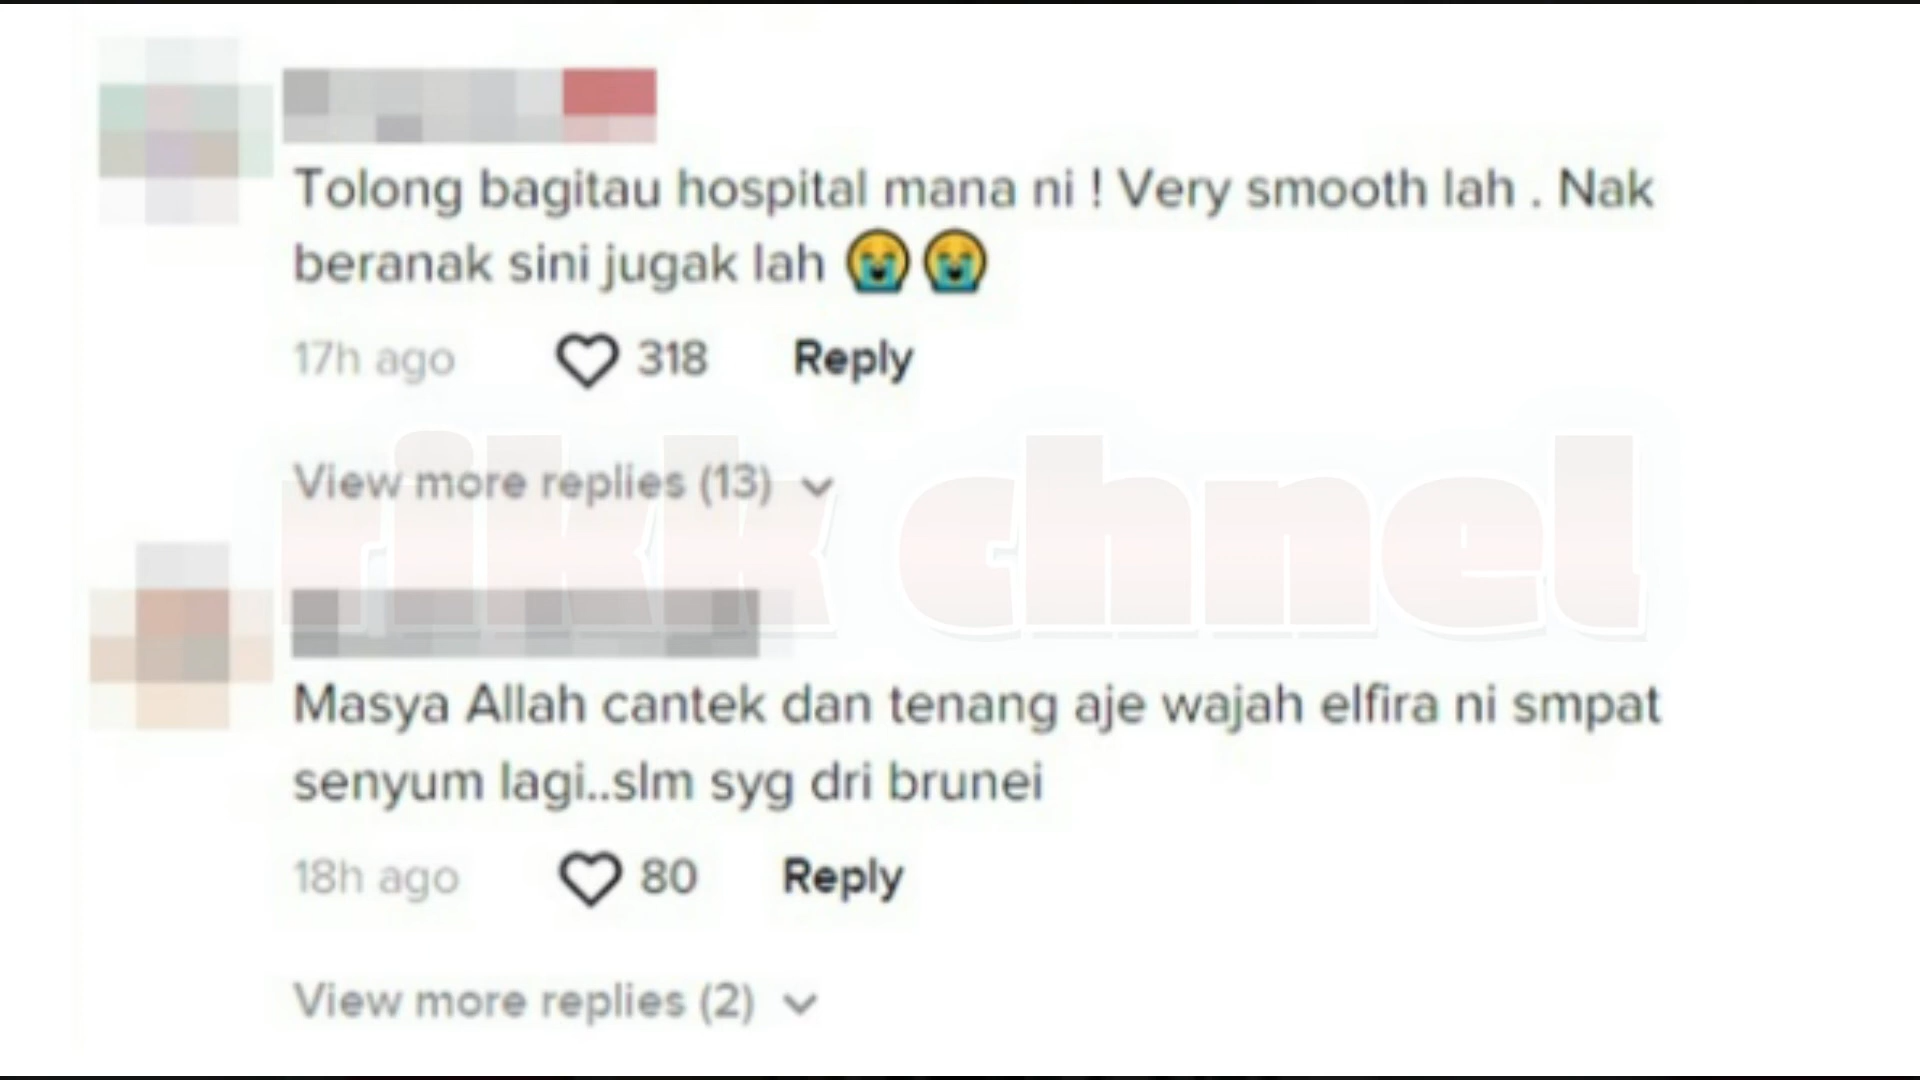 Tolong bagitau hospital mana ni ! Very smooth lah . Nak
beranak sini jugak lah 😭😭
17h ago 318 Reply
View more replies (13)
rikk chnel
Masya Allah cantek dan tenang aje wajah elfira ni smpat
senyum lagi..slm syg dri brunei
18h ago 80 Reply
View more replies (2)